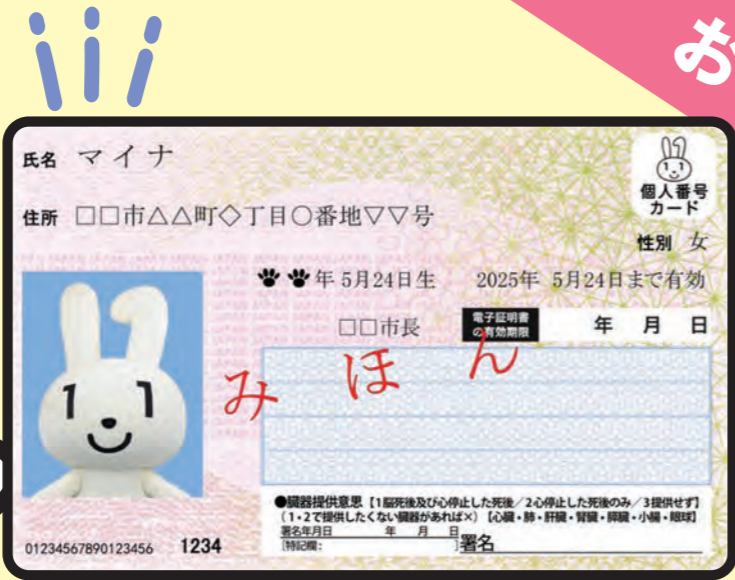 お
氏名 マイナ
個人番号
カード
住所 □□市△△町◇丁目○番地▽▽号
性別 女
年 5月24日生 2025年 5月24日まで有効
□□市長 電子証明書
の有効期限 年 月 日
みほん
1 1
●臓器提供意思【1脳死後及び心停止した死後/2心停止した死後のみ/3提供せず】
(1・2で提供したくない臓器があれば×)【心臓・肺・肝臓・腎臓・膵臓・小腸・眼球】
署名年月日 年 月 日
[特記欄: ]署名
01234567890123456 1234